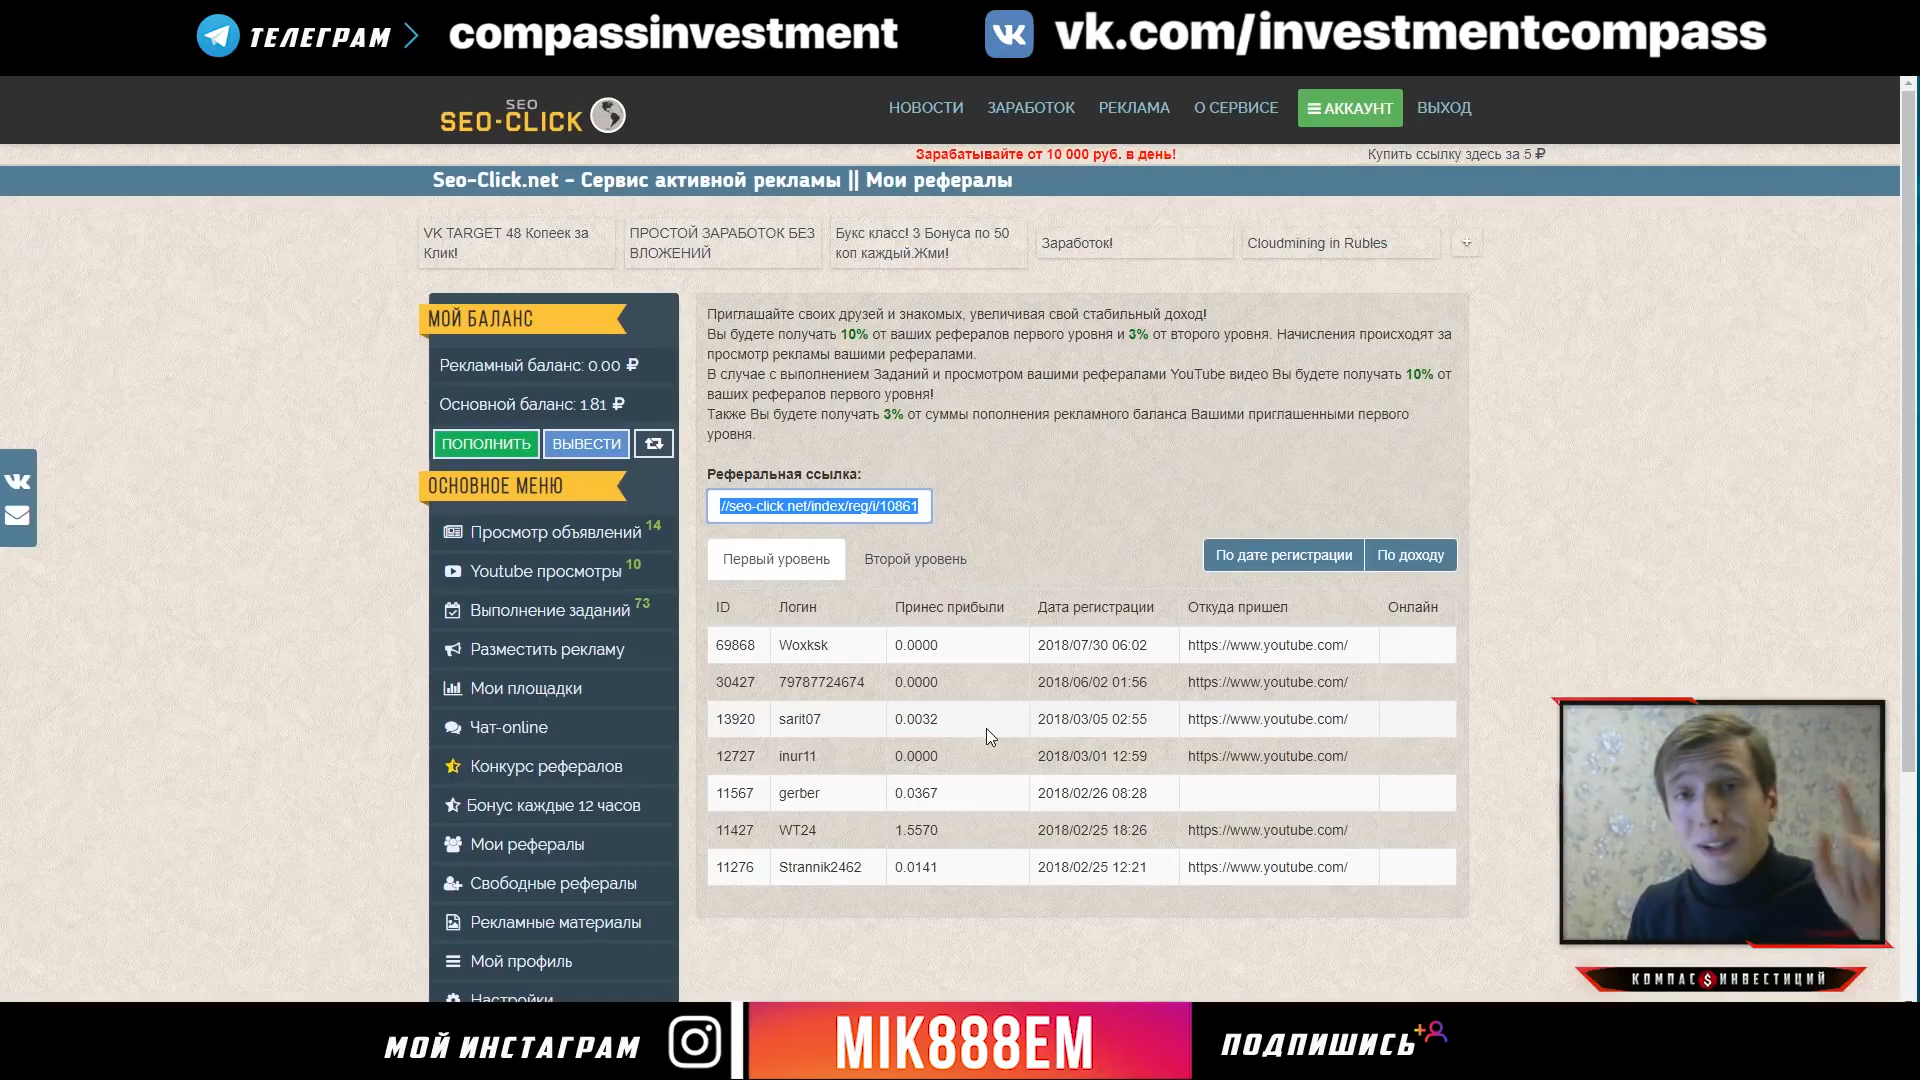 ТЕЛЕГРАМ compassinvestment vk.com/investmentcompass
SEO
SEO-CLICK
НОВОСТИ ЗАРАБОТОК РЕКЛАМА О СЕРВИСЕ АККАУНТ ВЫХОД
Зарабатывайте от 10 000 руб. в день! Купить ссылку здесь за 5 ₽
Seo-Click.net - Сервис активной рекламы || Мои рефералы
VK TARGET 48 Копеек за
Клик!
ПРОСТОЙ ЗАРАБОТОК БЕЗ
ВЛОЖЕНИЙ
Букс класс! 3 Бонуса по 50
коп каждый.Жми!
Заработок!
Cloudmining in Rubles
+
МОЙ БАЛАНС
Рекламный баланс: 0.00 ₽
Основной баланс: 1.81 ₽
ПОПОЛНИТЬ ВЫВЕСТИ
ОСНОВНОЕ МЕНЮ
Просмотр объявлений 14
Youtube просмотры 10
Выполнение заданий 73
Разместить рекламу
Мои площадки
Чат-online
Конкурс рефералов
Бонус каждые 12 часов
Мои рефералы
Свободные рефералы
Рекламные материалы
Мой профиль
Настройки
Приглашайте своих друзей и знакомых, увеличивая свой стабильный доход!
Вы будете получать 10% от ваших рефералов первого уровня и 3% от второго уровня. Начисления происходят за
просмотр рекламы вашими рефералами.
В случае с выполнением Заданий и просмотром вашими рефералами YouTube видео Вы будете получать 10% от
ваших рефералов первого уровня!
Также Вы будете получать 3% от суммы пополнения рекламного баланса Вашими приглашенными первого
уровня.
Реферальная ссылка:
//seo-click.net/index/reg/i/10861
Первый уровень Второй уровень По дате регистрации По доходу
ID Логин Принес прибыли Дата регистрации Откуда пришел Онлайн
69868 Woxksk 0.0000 2018/07/30 06:02 https://www.youtube.com/
30427 79787724674 0.0000 2018/06/02 01:56 https://www.youtube.com/
13920 sarit07 0.0032 2018/03/05 02:55 https://www.youtube.com/
12727 inur11 0.0000 2018/03/01 12:59 https://www.youtube.com/
11567 gerber 0.0367 2018/02/26 08:28
11427 WT24 1.5570 2018/02/25 18:26 https://www.youtube.com/
11276 Strannik2462 0.0141 2018/02/25 12:21 https://www.youtube.com/
КОМПАС $ ИНВЕСТИЦИЙ
МОЙ ИНСТАГРАМ MIK888EM ПОДПИШИСЬ